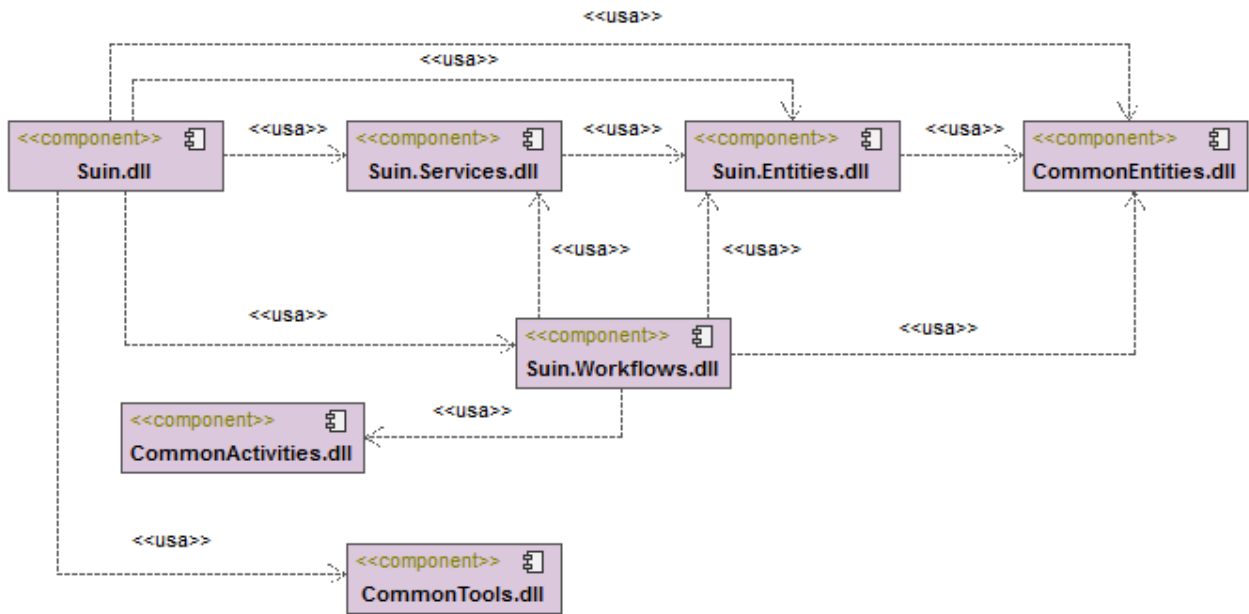 <<usa>>
<<usa>>
<<component>>
Suin.dll
<<usa>>
<<component>>
Suin.Services.dll
<<usa>>
<<component>>
Suin.Entities.dll
<<usa>>
<<component>>
CommonEntities.dll
<<usa>>
<<usa>>
<<usa>>
<<component>>
Suin.Workflows.dll
<<usa>>
<<usa>>
<<component>>
CommonActivities.dll
<<usa>>
<<component>>
CommonTools.dll